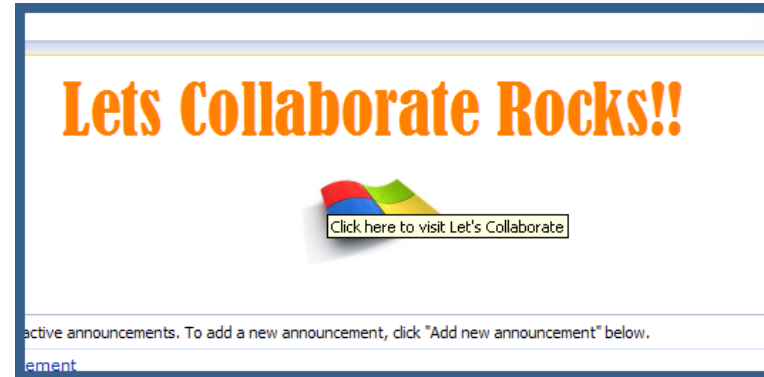 Lets Collaborate Rocks!!
Click here to visit Let's Collaborate
active announcements. To add a new announcement, click "Add new announcement" below.
ement